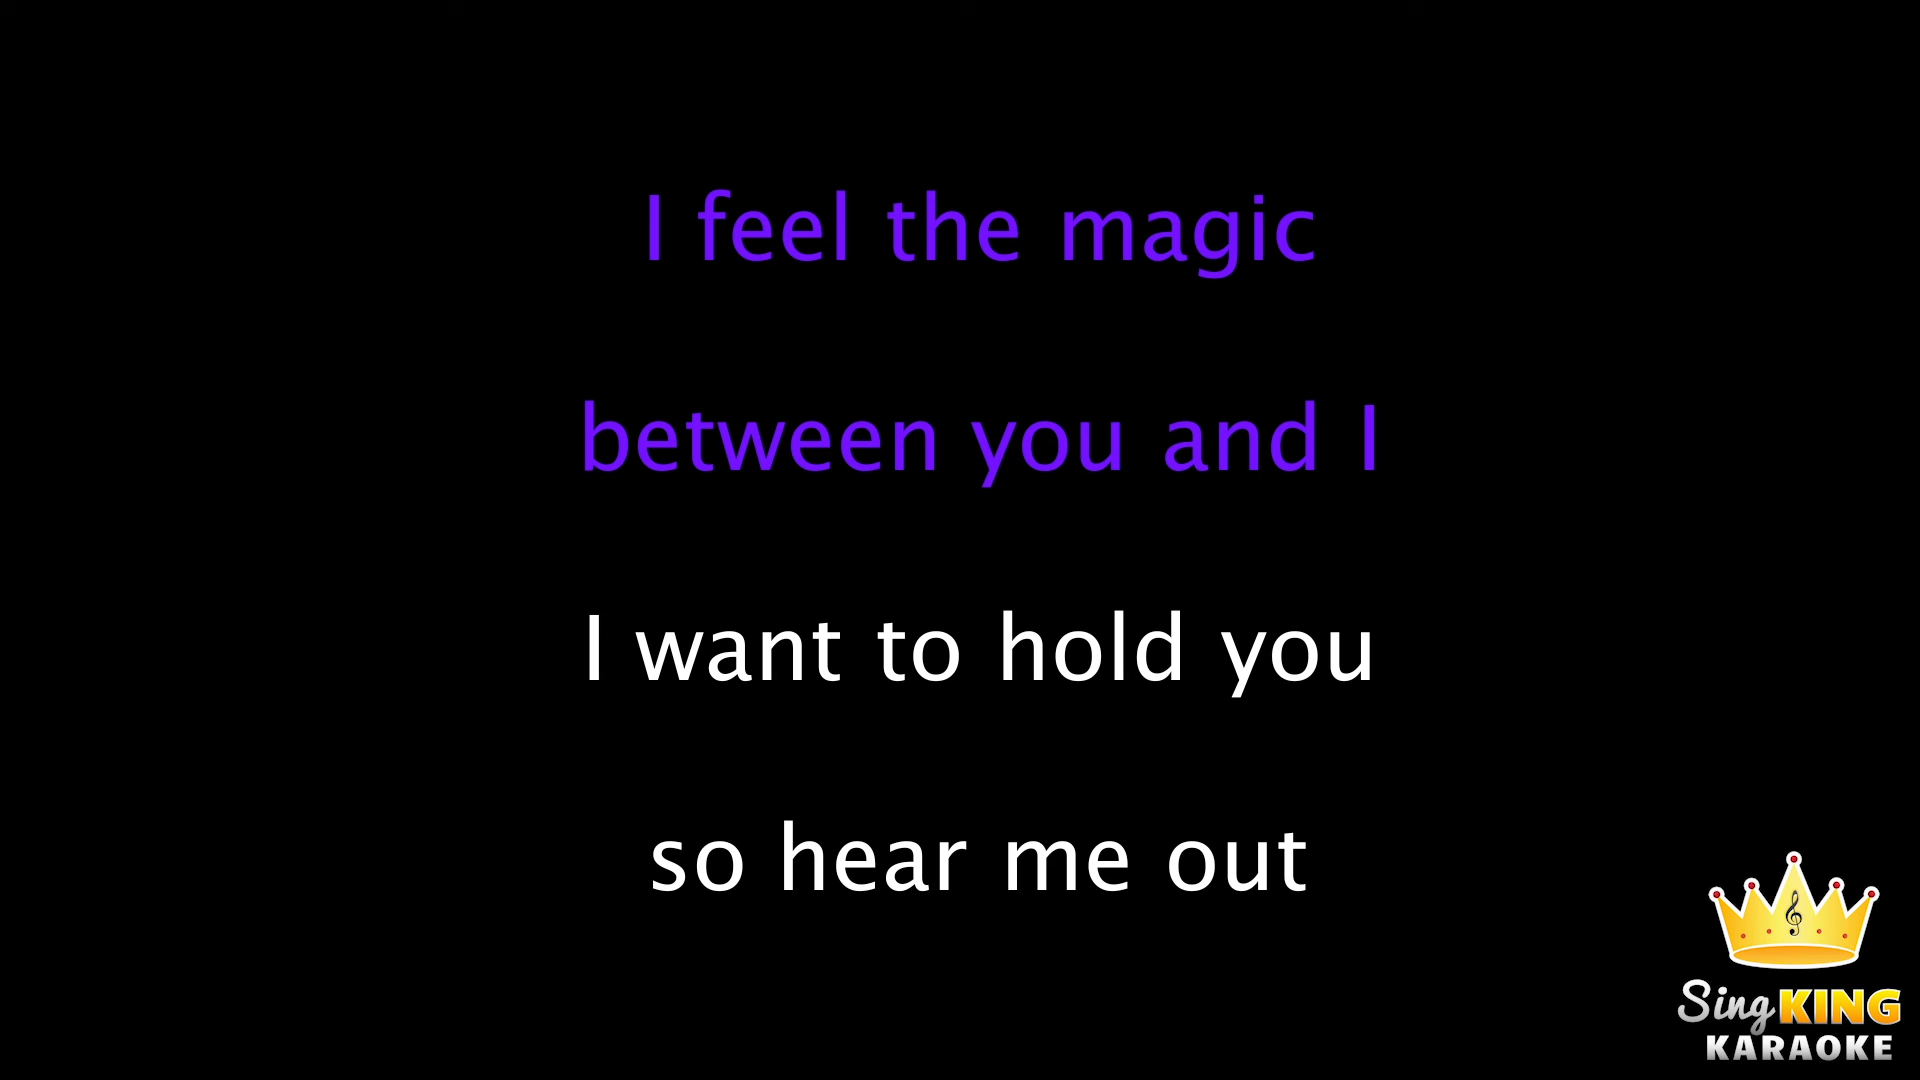 I feel the magic
between you and I
I want to hold you
so hear me out
Sing KING
KARAOKE